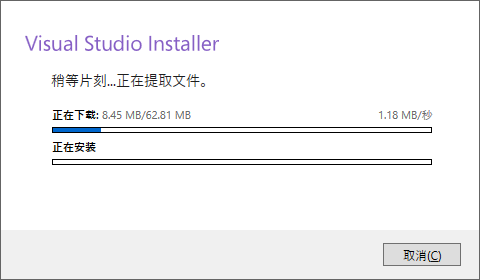 Visual Studio Installer
稍等片刻...正在提取文件。
正在下载: 8.45 MB/62.81 MB 1.18 MB/秒
正在安装
取消(C)